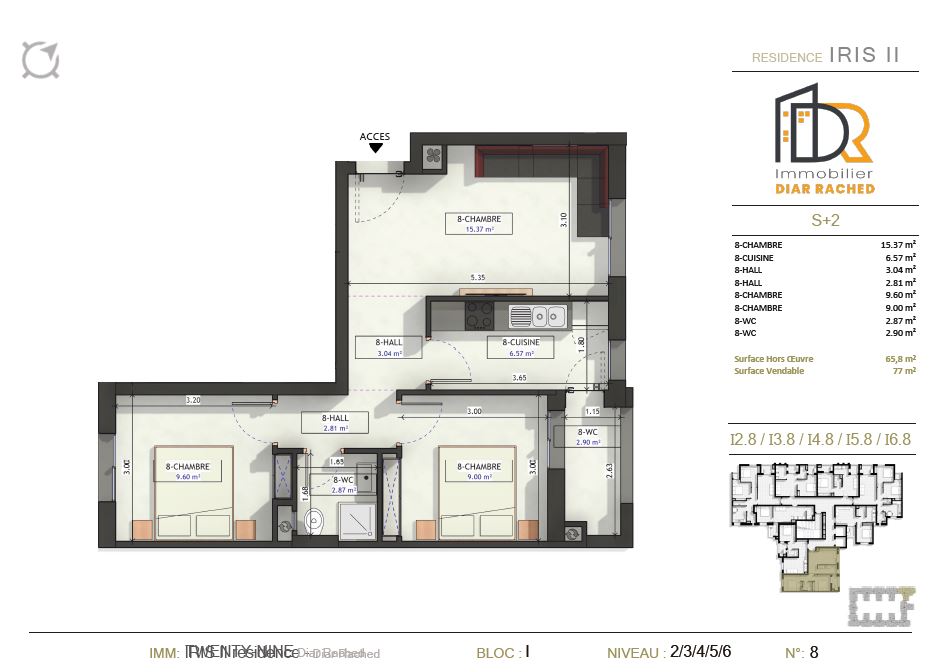 RESIDENCE IRIS II
DR
Immobilier
DIAR RACHED
S+2
8-CHAMBRE 15.37 m²
8-CUISINE 6.57 m²
8-HALL 3.04 m²
8-HALL 2.81 m²
8-CHAMBRE 9.60 m²
8-CHAMBRE 9.00 m²
8-WC 2.87 m²
8-WC 2.90 m²
Surface Hors Œuvre 65,8 m²
Surface Vendable 77 m²
I2.8 / I3.8 / I4.8 / I5.8 / I6.8
ACCES
8-CHAMBRE
15.37 m²
3.10
5.35
8-HALL
3.04 m²
8-CUISINE
6.57 m²
1.80
3.65
3.20
8-HALL
2.81 m²
3.00
1.15
8-WC
2.90 m²
3.00
8-CHAMBRE
9.60 m²
1.68
8-WC
2.87 m²
8-CHAMBRE
9.00 m²
3.00
2.63
IMM: résidence - Diar Rached
BLOC : I
NIVEAU : 2/3/4/5/6
N°: 8